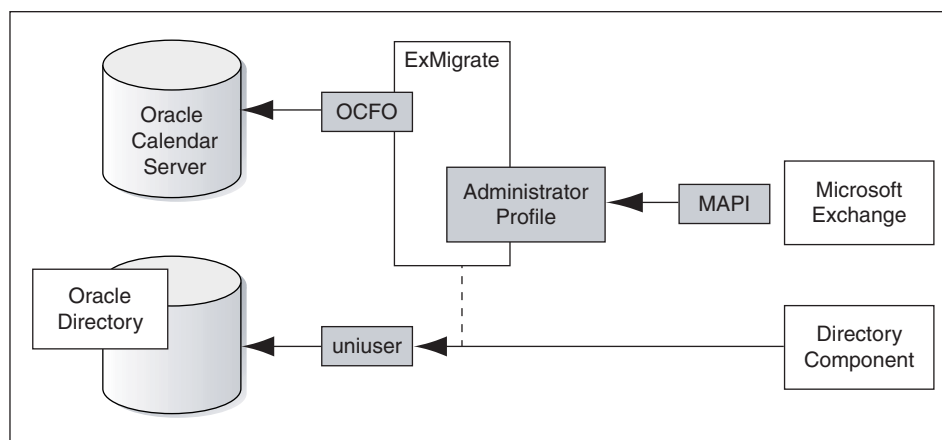 ExMigrate
Oracle
Calendar
Server
OCFO
Administrator
Profile
MAPI
Microsoft
Exchange
Oracle
Directory
uniuser
Directory
Component